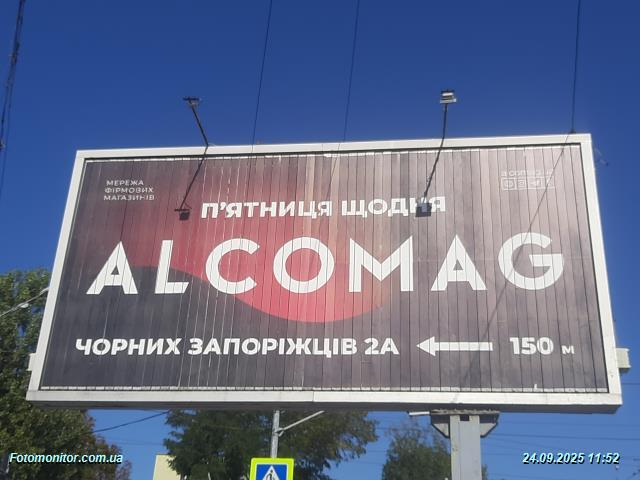 МЕРЕЖА
ФІРМОВИХ
МАГАЗИНІВ
П'ЯТНИЦЯ ЩОДНЯ
ALCOMAG
ЧОРНИХ ЗАПОРІЖЦІВ 2А
150 м
Fotomonitor.com.ua
24.09.2025 11:52